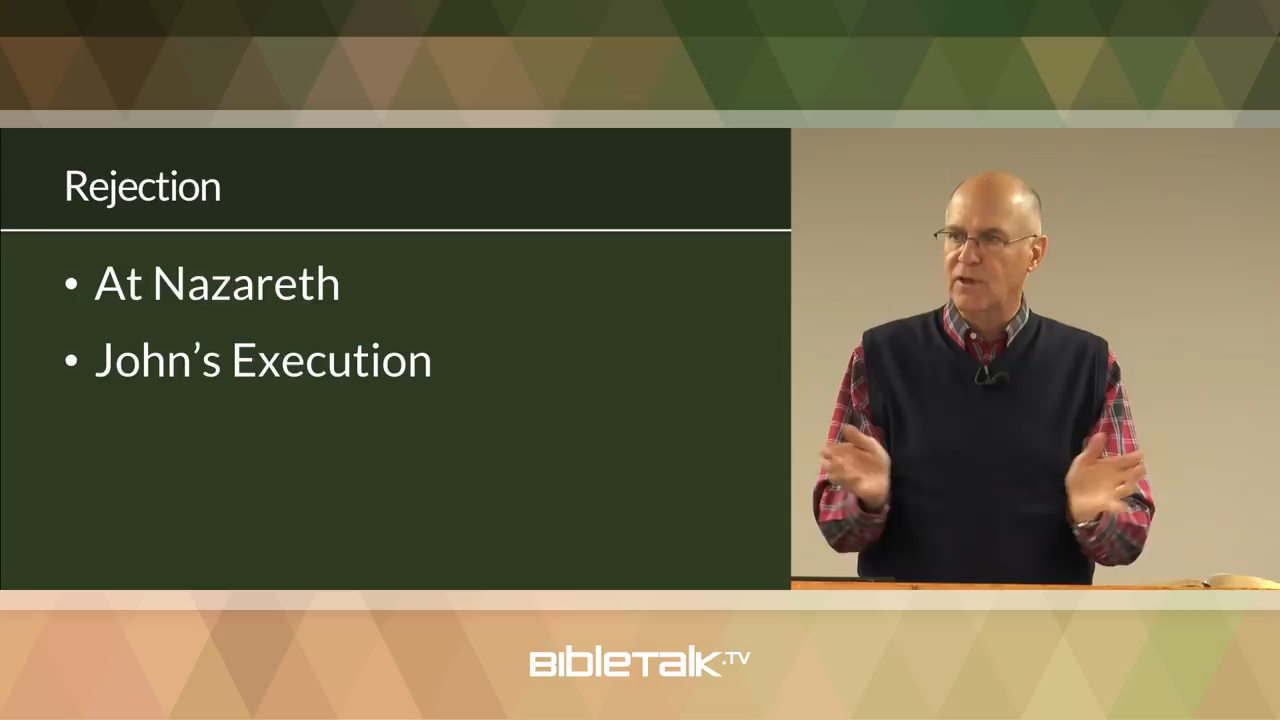 Rejection
• At Nazareth
• John's Execution
BIBLETALK.TV